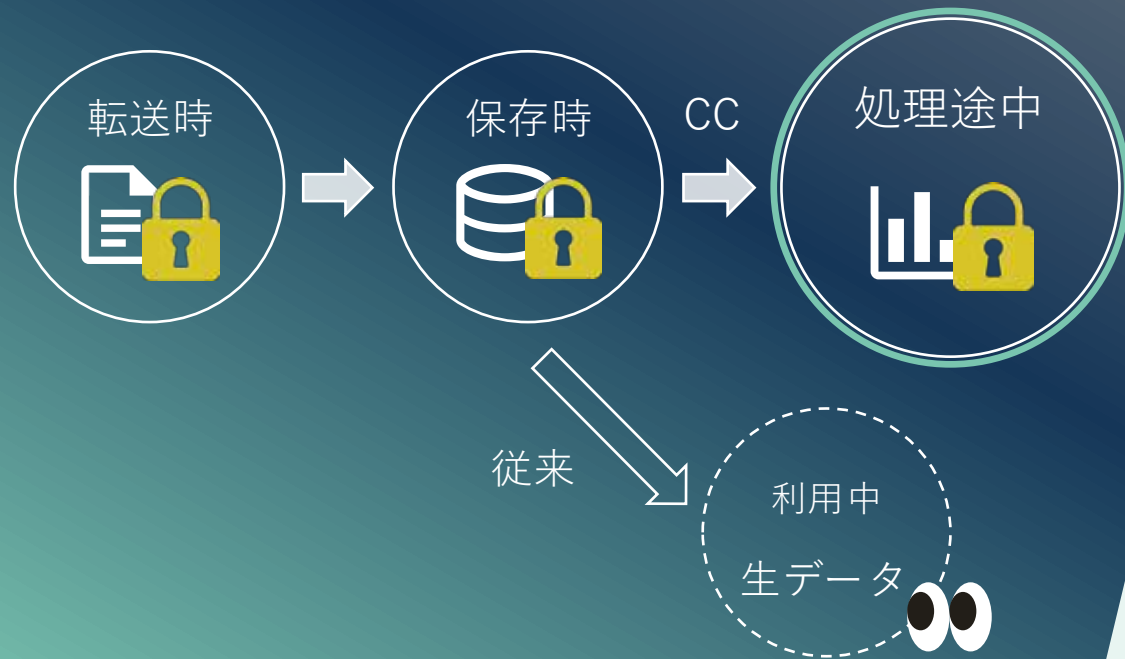 転送時
保存時
CC
処理途中
従来
利用中
生データ